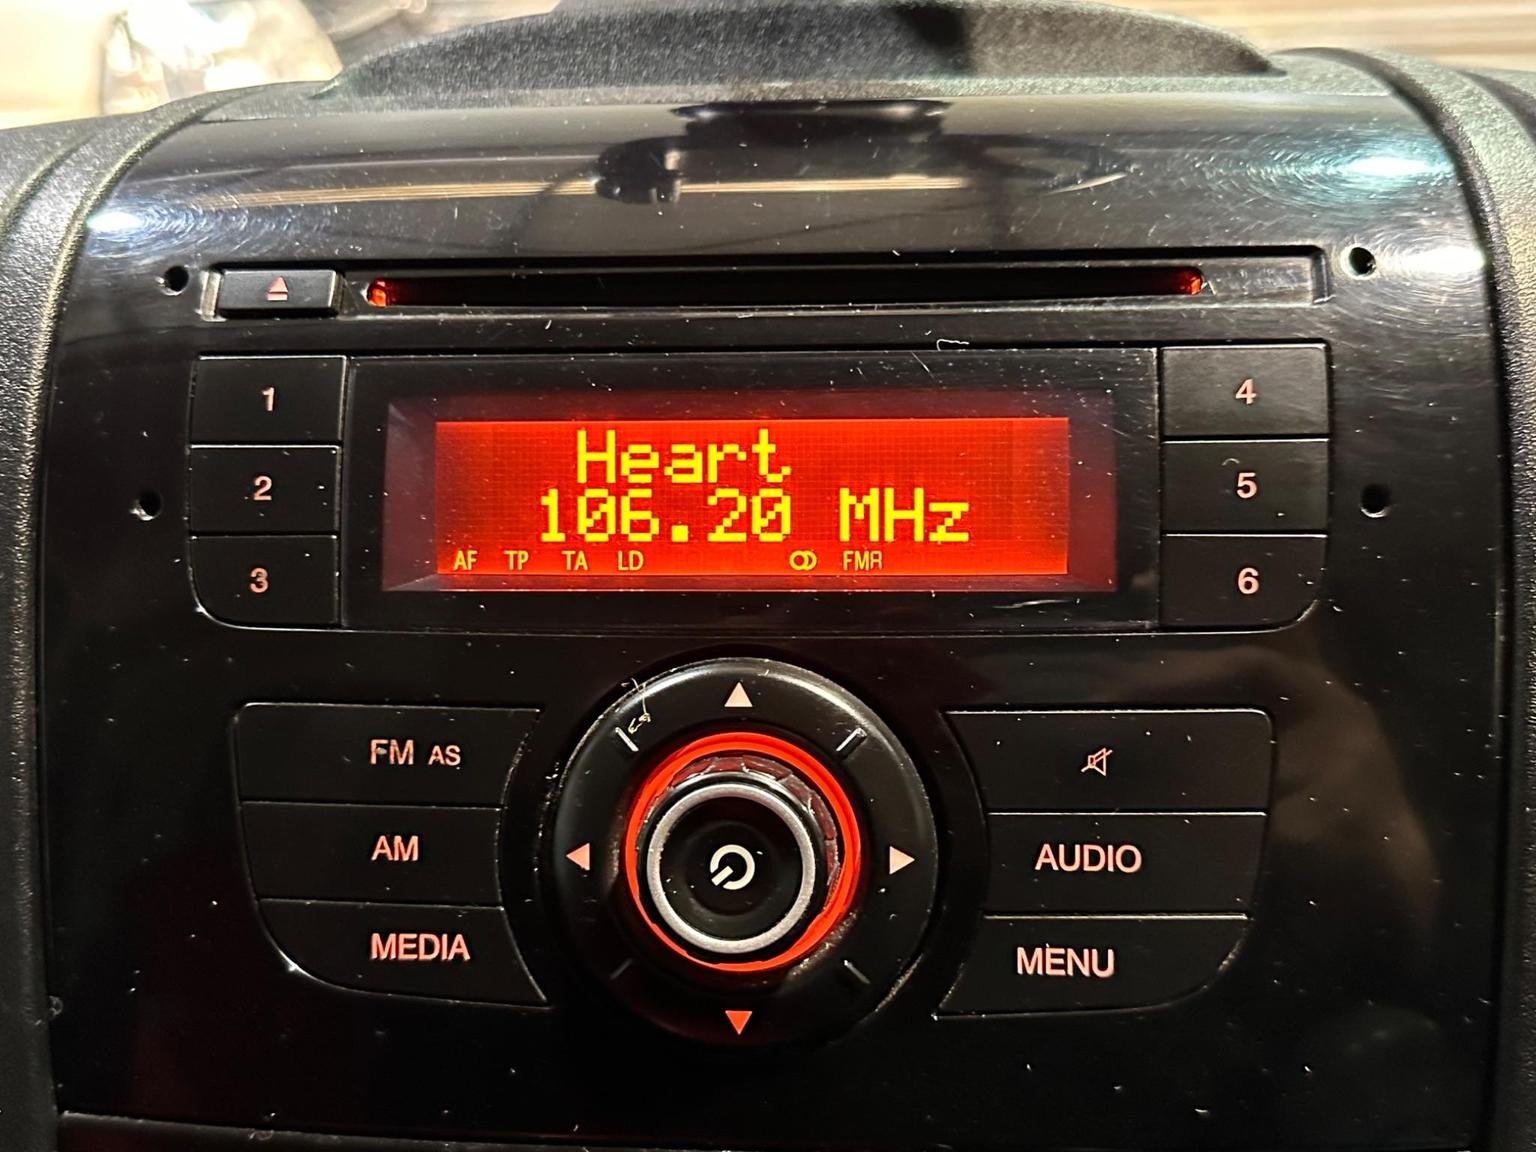 1
2
3
Heart
106.20 MHz
AF TP TA LD FMR
4
5
6
FM AS
AM
MEDIA
AUDIO
MENU